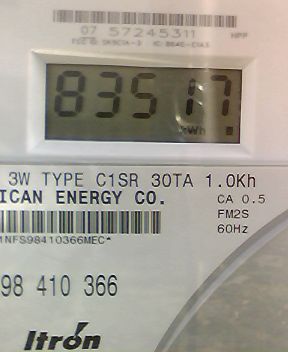 07 57245311
83517
kWh
3W TYPE C1SR 30TA 1.0Kh
ICAN ENERGY CO.
CA 0.5
FM2S
60Hz
1NFS98410366MEC*
98 410 366
Itron